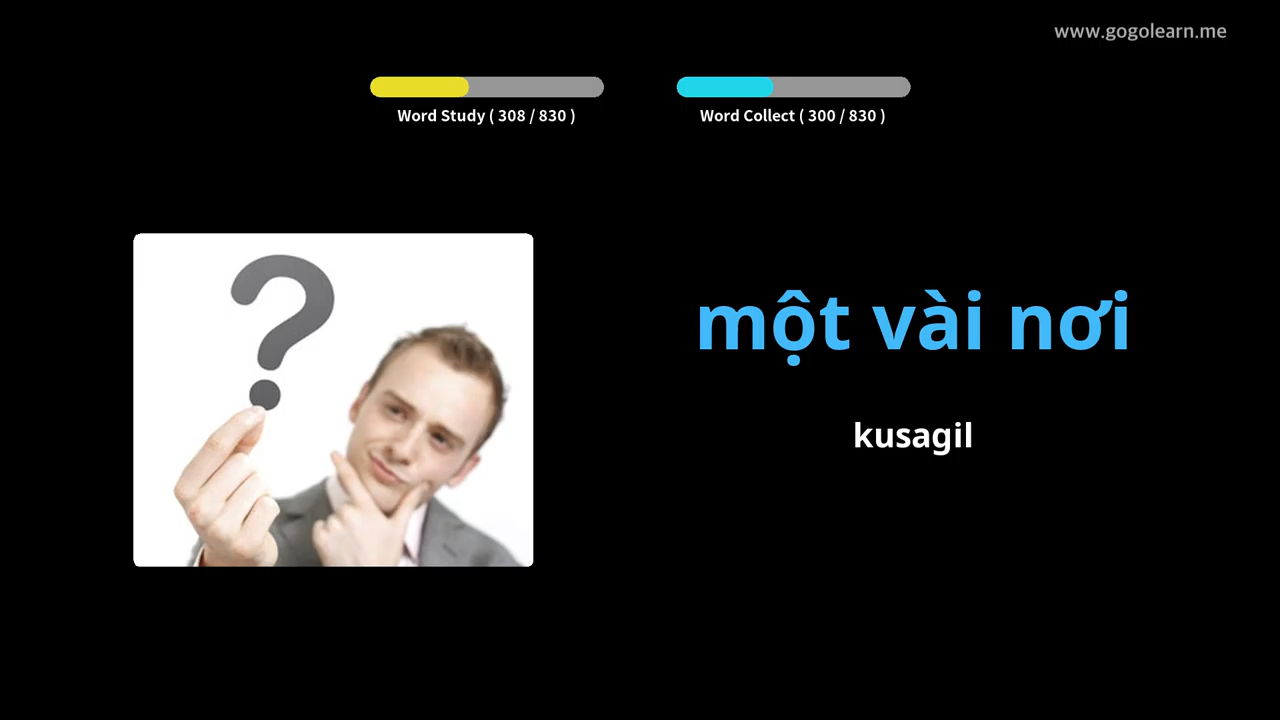 www.gogolearn.me
Word Study ( 308 / 830 )
Word Collect ( 300 / 830 )
một vài nơi
kusagil